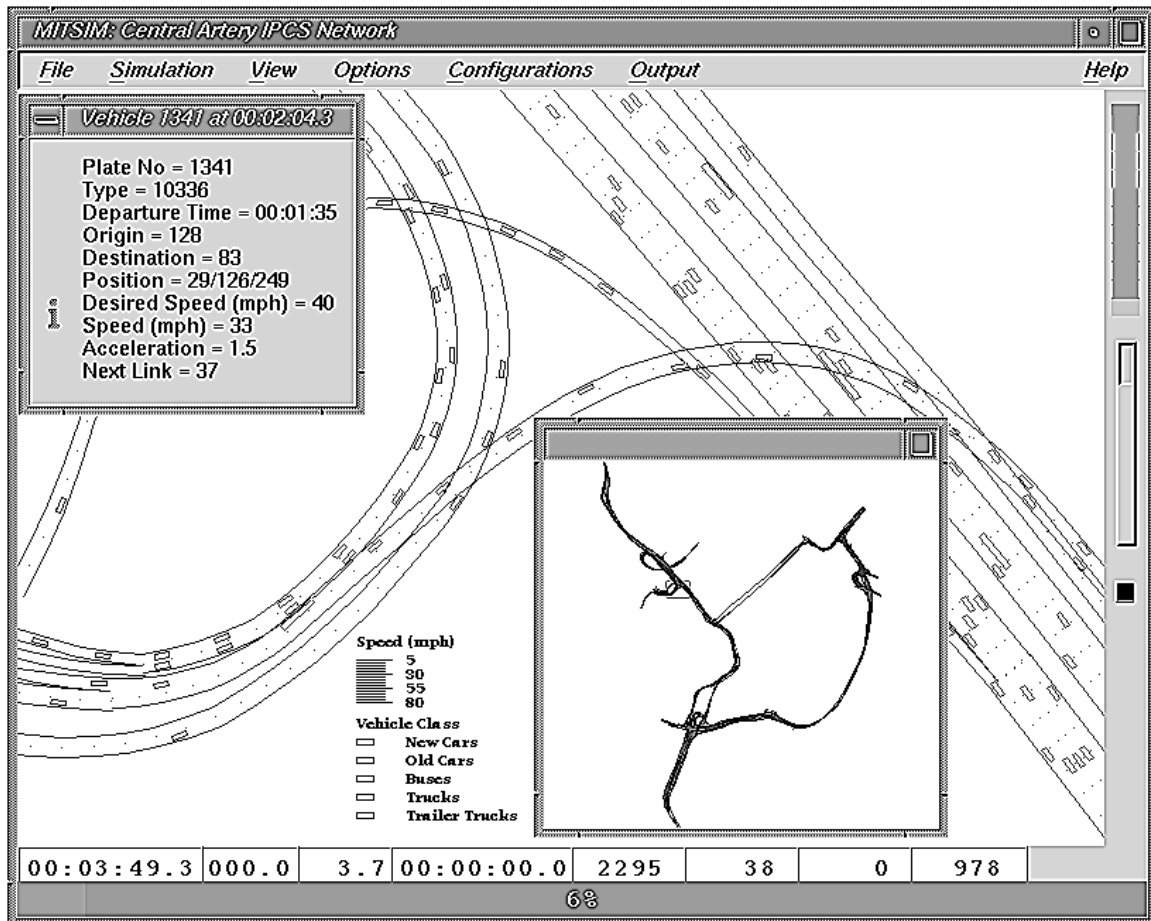 MITSIM: Central Artery IPCS Network
File Simulation View Options Configurations Output Help
Vehicle 1341 at 00:02:04.3
Plate No = 1341
Type = 10336
Departure Time = 00:01:35
Origin = 128
Destination = 83
Position = 29/126/249
Desired Speed (mph) = 40
Speed (mph) = 33
Acceleration = 1.5
Next Link = 37
i
Speed (mph)
5
30
55
80
Vehicle Class
New Cars
Old Cars
Buses
Trucks
Trailer Trucks
00:03:49.3 000.0 3.7 00:00:00.0 2295 38 0 978
6%